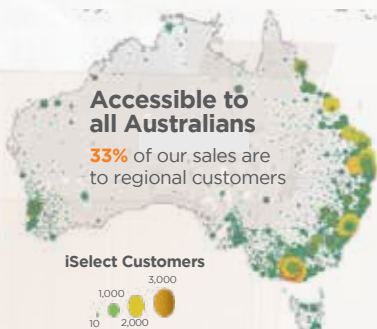 Accessible to
all Australians
33% of our sales are
to regional customers
iSelect Customers
3,000
1,000
10
2,000